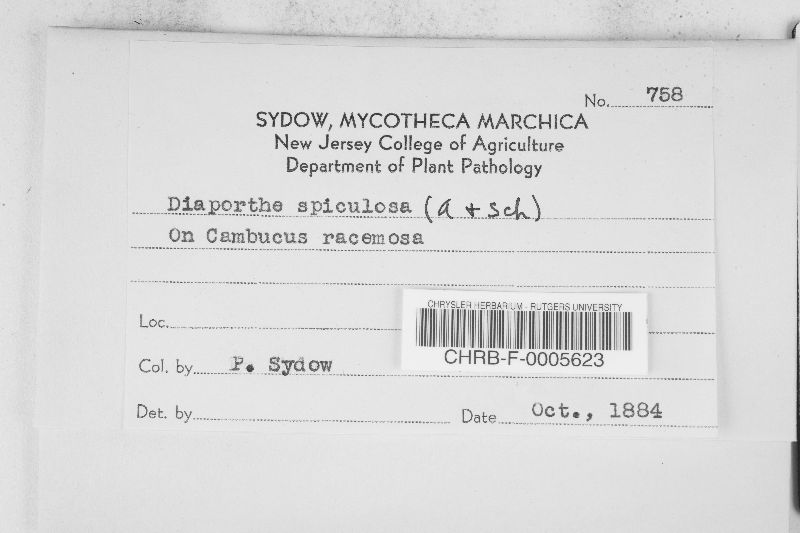 No. 758
SYDOW, MYCOTHECA MARCHICA
New Jersey College of Agriculture
Department of Plant Pathology
Diaporthe spiculosa (a + sch)
On Cambucus racemosa
CHRYSLER HERBARIUM - RUTGERS UNIVERSITY
CHRB-F-0005623
Loc.
Col. by P. Sydow
Det. by Date Oct., 1884